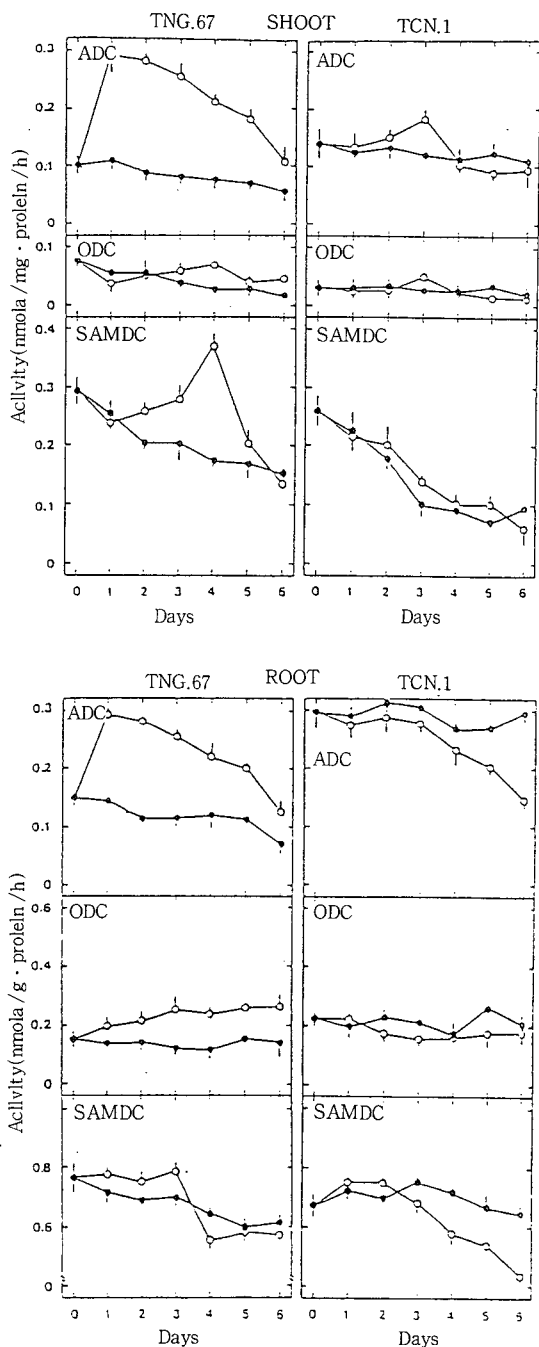 TNG.67 SHOOT TCN.1
0.3
ADC
ADC
0.2
0.1
0
0.1
ODC
ODC
0
0.4
SAMDC
SAMDC
0.3
0.2
0.1
0
Acllvlty(nmola /mg · proleln /h)
0 1 2 3 4 5 6
0 1 2 3 4 5 6
Days
Days
ROOT
TNG.67
TCN.1
0.3
ADC
ADC
0.2
0.1
0
0.6
ODC
ODC
0.4
0.2
0
SAMDC
SAMDC
0.8
0.6
0
Acllvlty(nmola /g · proleln /h)
0 1 2 3 4 5 6
0 1 2 3 4 5 6
Days
Days